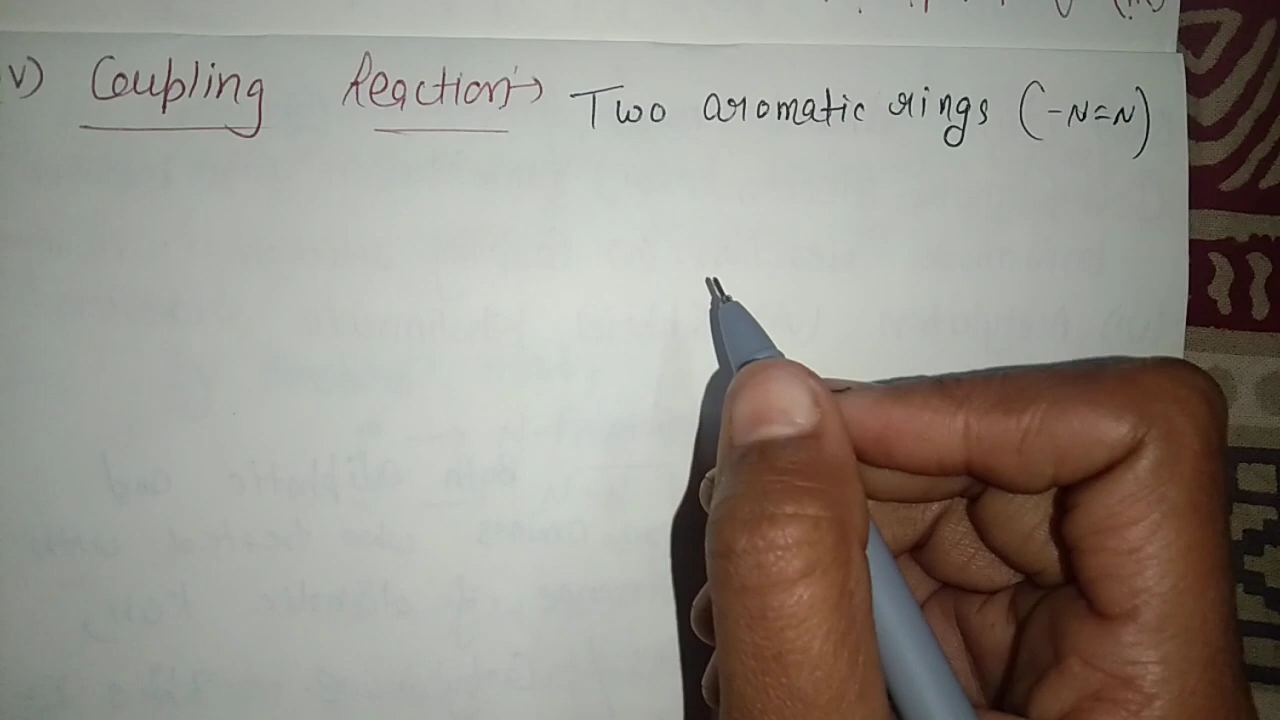 V) Coupling Reaction:→ Two aromatic rings (-N=N)